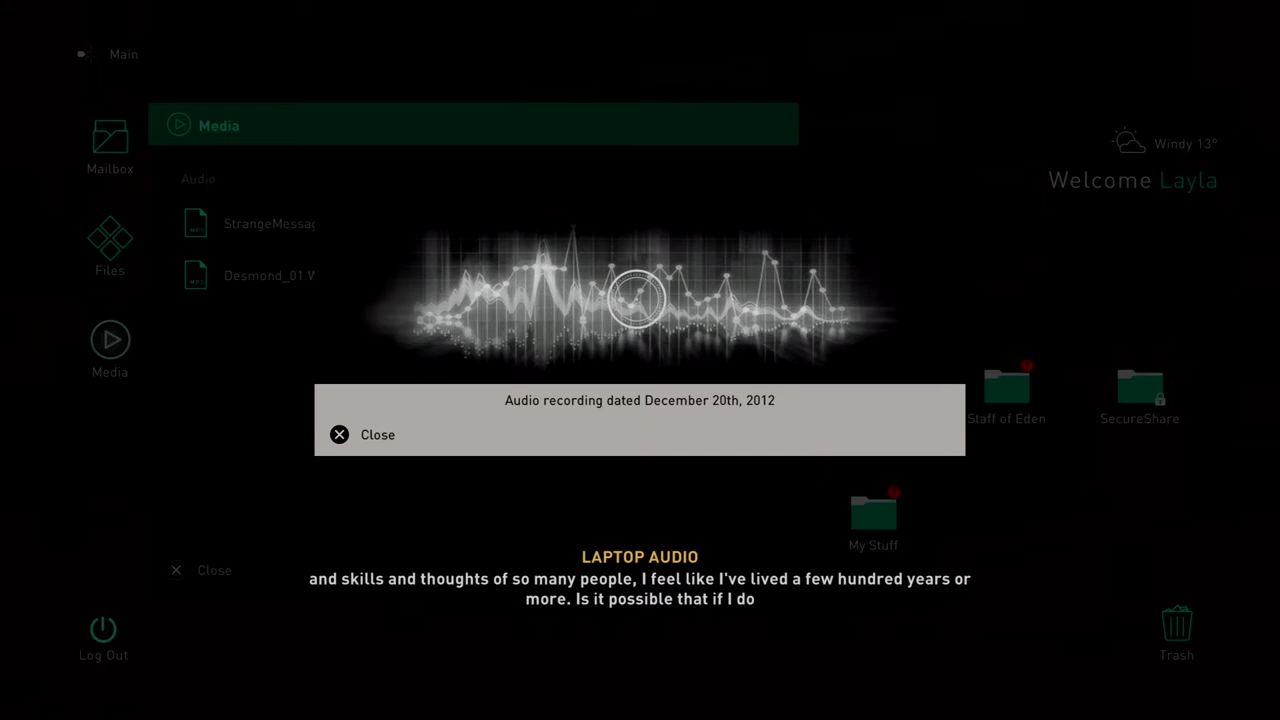 Main
Media
Mailbox
Audio
StrangeMessag
Desmond_01.W
Files
Media
Windy 13°
Welcome Layla
Audio recording dated December 20th, 2012
Close
Staff of Eden
SecureShare
My Stuff
LAPTOP AUDIO
and skills and thoughts of so many people, I feel like I've lived a few hundred years or
more. Is it possible that if I do
Close
Log Out
Trash